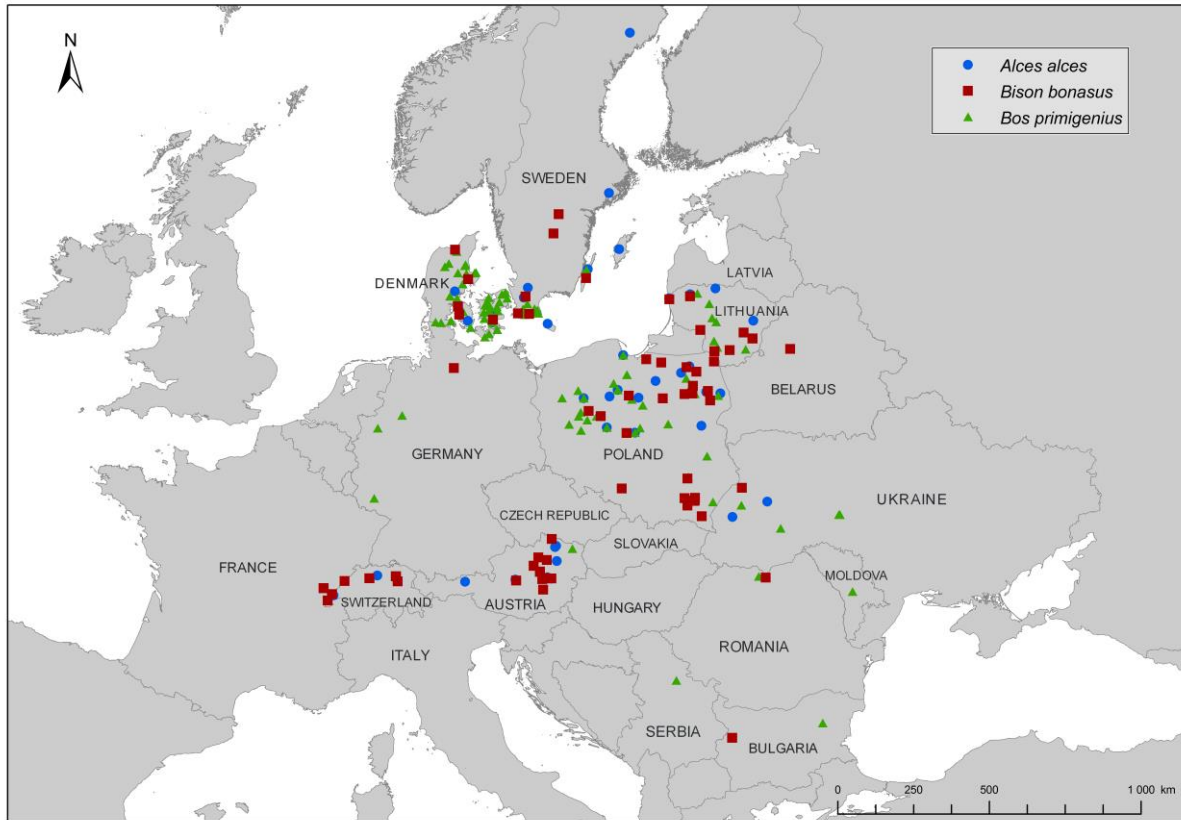 N
Alces alces
Bison bonasus
Bos primigenius
SWEDEN
DENMARK
LATVIA
LITHUANIA
BELARUS
GERMANY
POLAND
UKRAINE
CZECH REPUBLIC
SLOVAKIA
FRANCE
MOLDOVA
SWITZERLAND
AUSTRIA
HUNGARY
ROMANIA
ITALY
SERBIA
BULGARIA
0 250 500 1 000 km